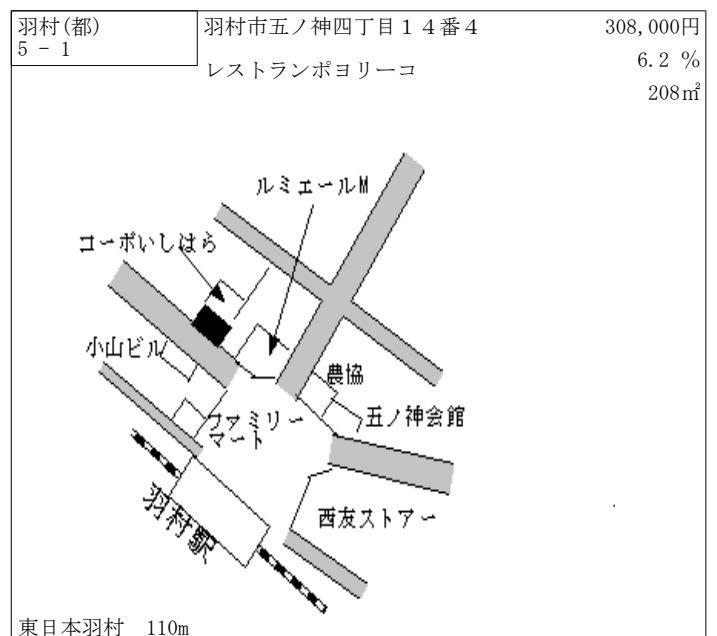 羽村(都)
5 - 1
羽村市五ノ神四丁目１４番４
レストランポヨリーコ
308,000円
6.2 %
208㎡
ルミエールM
コーポいしはら
小山ビル
農協
ファミリー
マート
五ノ神会館
西友ストアー
羽村駅
東日本羽村　110m